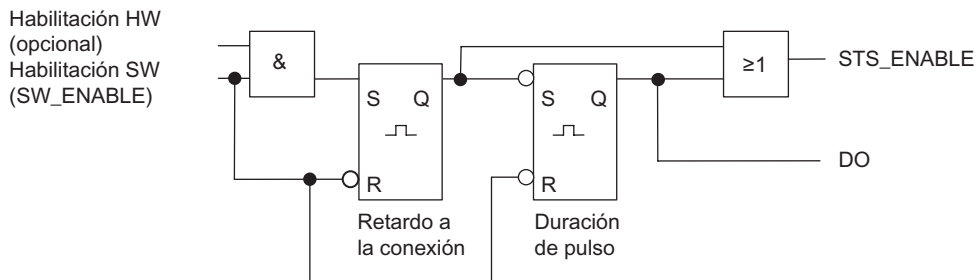 Habilitación HW
(opcional)
Habilitación SW
(SW_ENABLE)
&
S Q
R
Retardo a
la conexión
S Q
R
Duración
de pulso
≥1
STS_ENABLE
DO